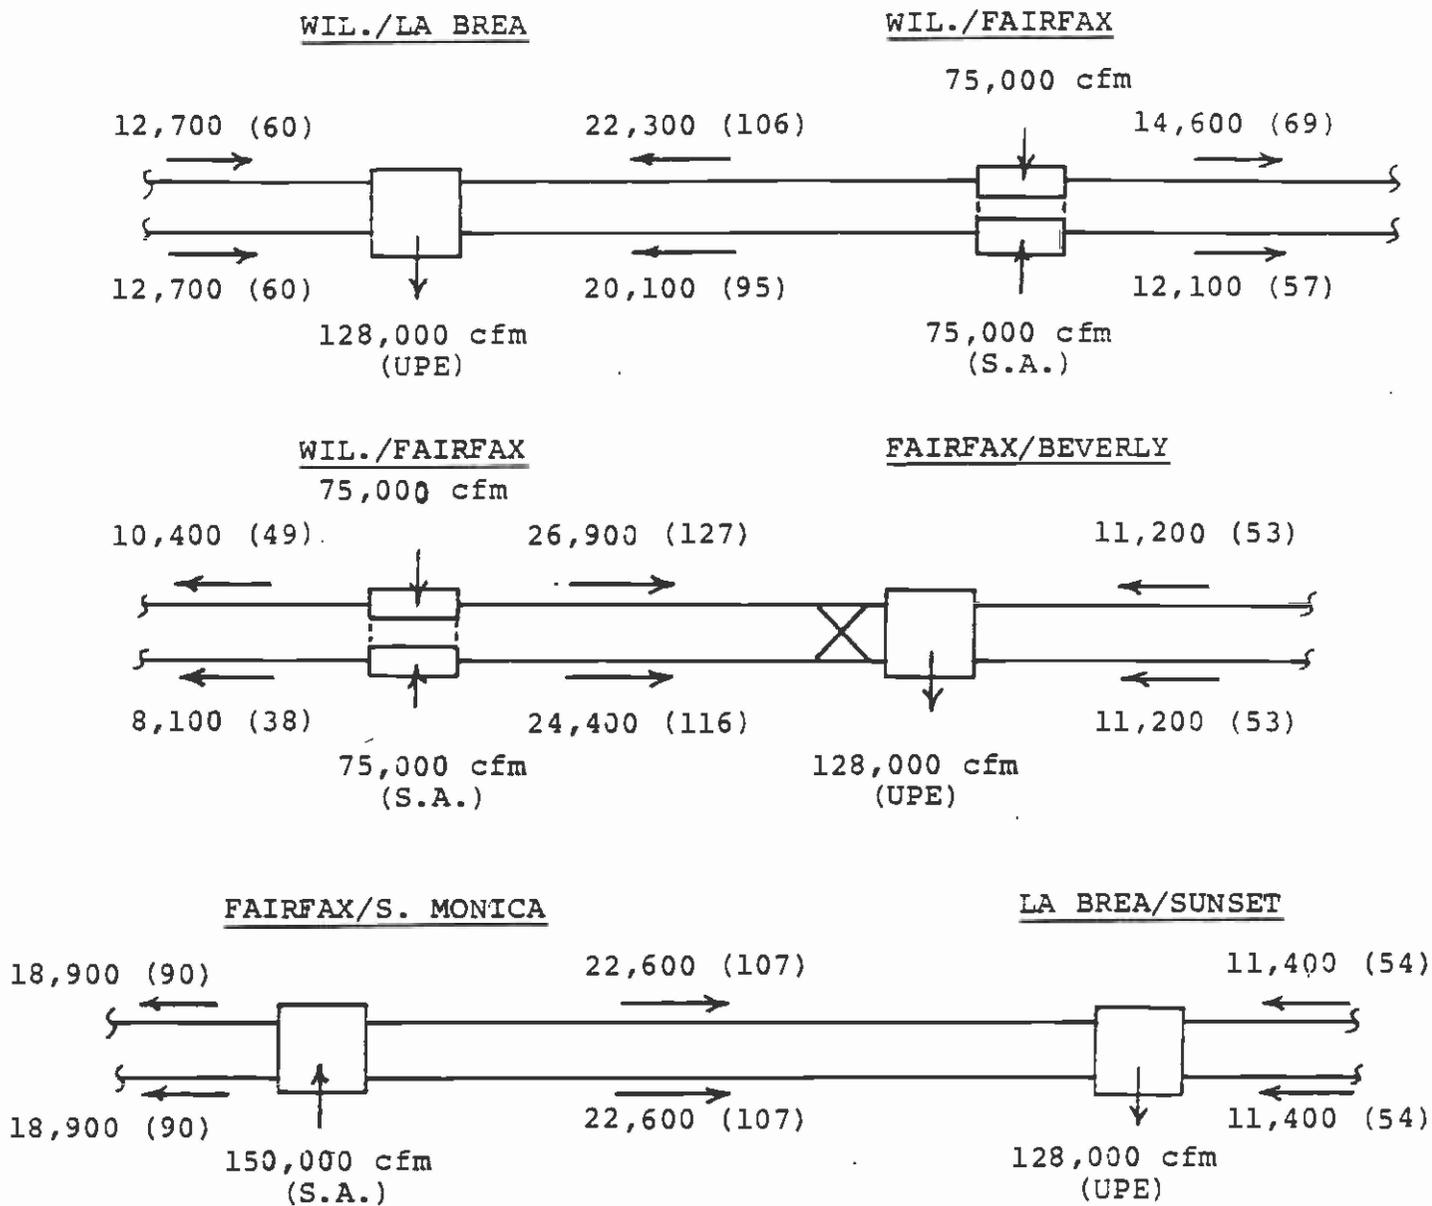 WIL./LA BREA
WIL./FAIRFAX
75,000 cfm
12,700 (60)
22,300 (106)
14,600 (69)
12,700 (60)
20,100 (95)
12,100 (57)
128,000 cfm
(UPE)
75,000 cfm
(S.A.)
WIL./FAIRFAX
75,000 cfm
FAIRFAX/BEVERLY
10,400 (49)
26,900 (127)
11,200 (53)
8,100 (38)
24,400 (116)
11,200 (53)
75,000 cfm
(S.A.)
128,000 cfm
(UPE)
FAIRFAX/S. MONICA
LA BREA/SUNSET
18,900 (90)
22,600 (107)
11,400 (54)
18,900 (90)
22,600 (107)
11,400 (54)
150,000 cfm
(S.A.)
128,000 cfm
(UPE)